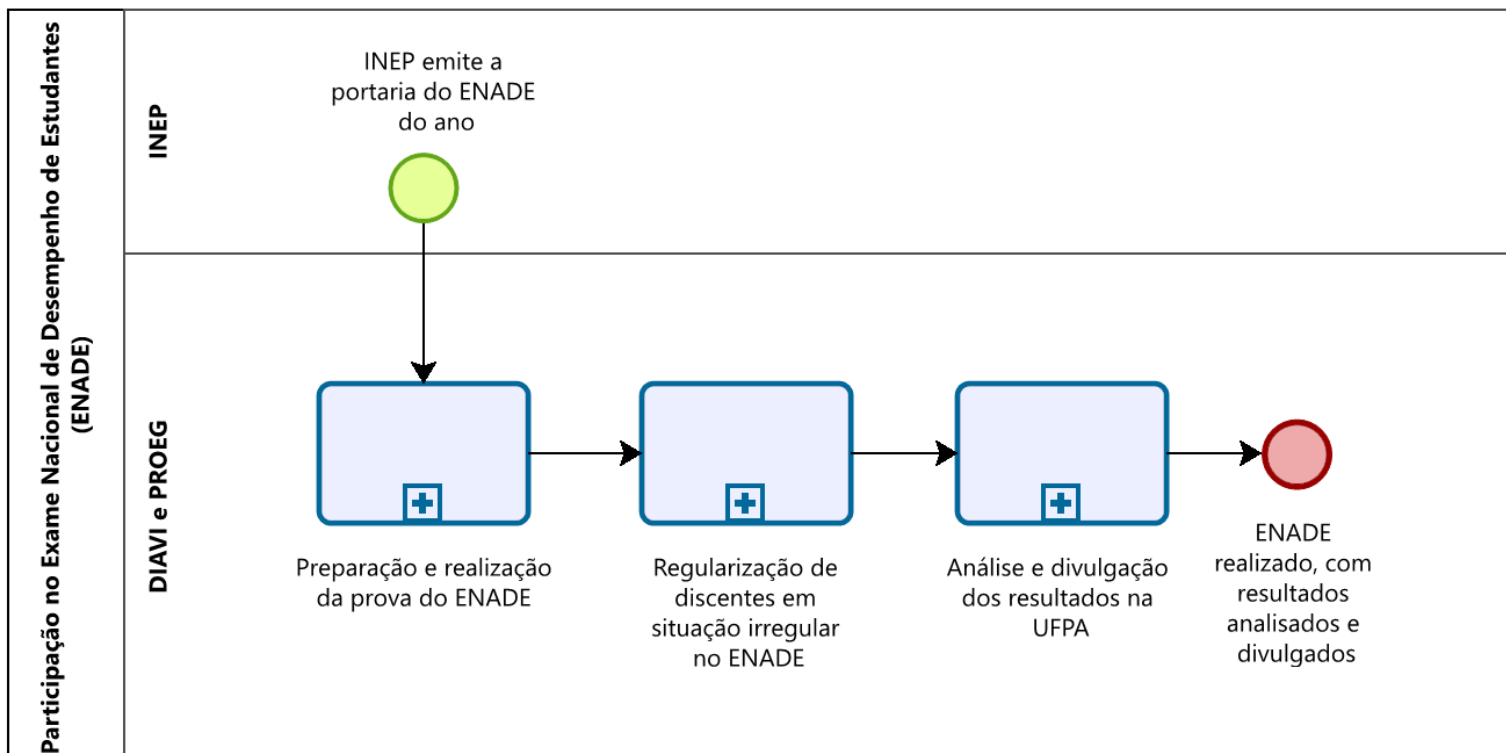 Participação no Exame Nacional de Desempenho de Estudantes
(ENADE)
INEP
INEP emite a
portaria do ENADE
do ano
DIAVI e PROEG
Preparação e realização
da prova do ENADE
Regularização de
discentes em
situação irregular
no ENADE
Análise e divulgação
dos resultados na
UFPA
ENADE
realizado, com
resultados
analisados e
divulgados